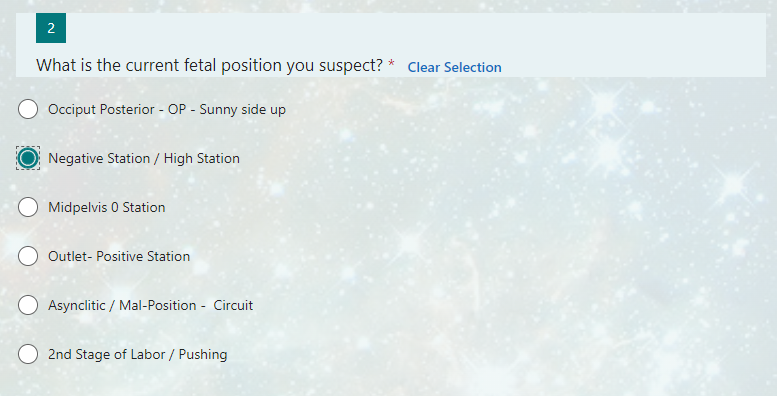 2
What is the current fetal position you suspect? * Clear Selection
Occiput Posterior - OP - Sunny side up
Negative Station / High Station
Midpelvis 0 Station
Outlet- Positive Station
Asynclitic / Mal-Position -  Circuit
2nd Stage of Labor / Pushing